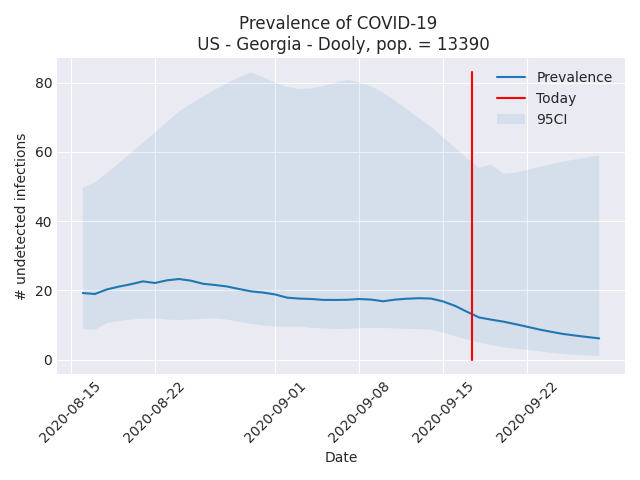 Prevalence of COVID-19
US - Georgia - Dooly, pop. = 13390
# undetected infections
80
60
40
20
0
Prevalence
Today
95CI
2020-08-15
2020-08-22
2020-09-01
2020-09-08
2020-09-15
2020-09-22
Date